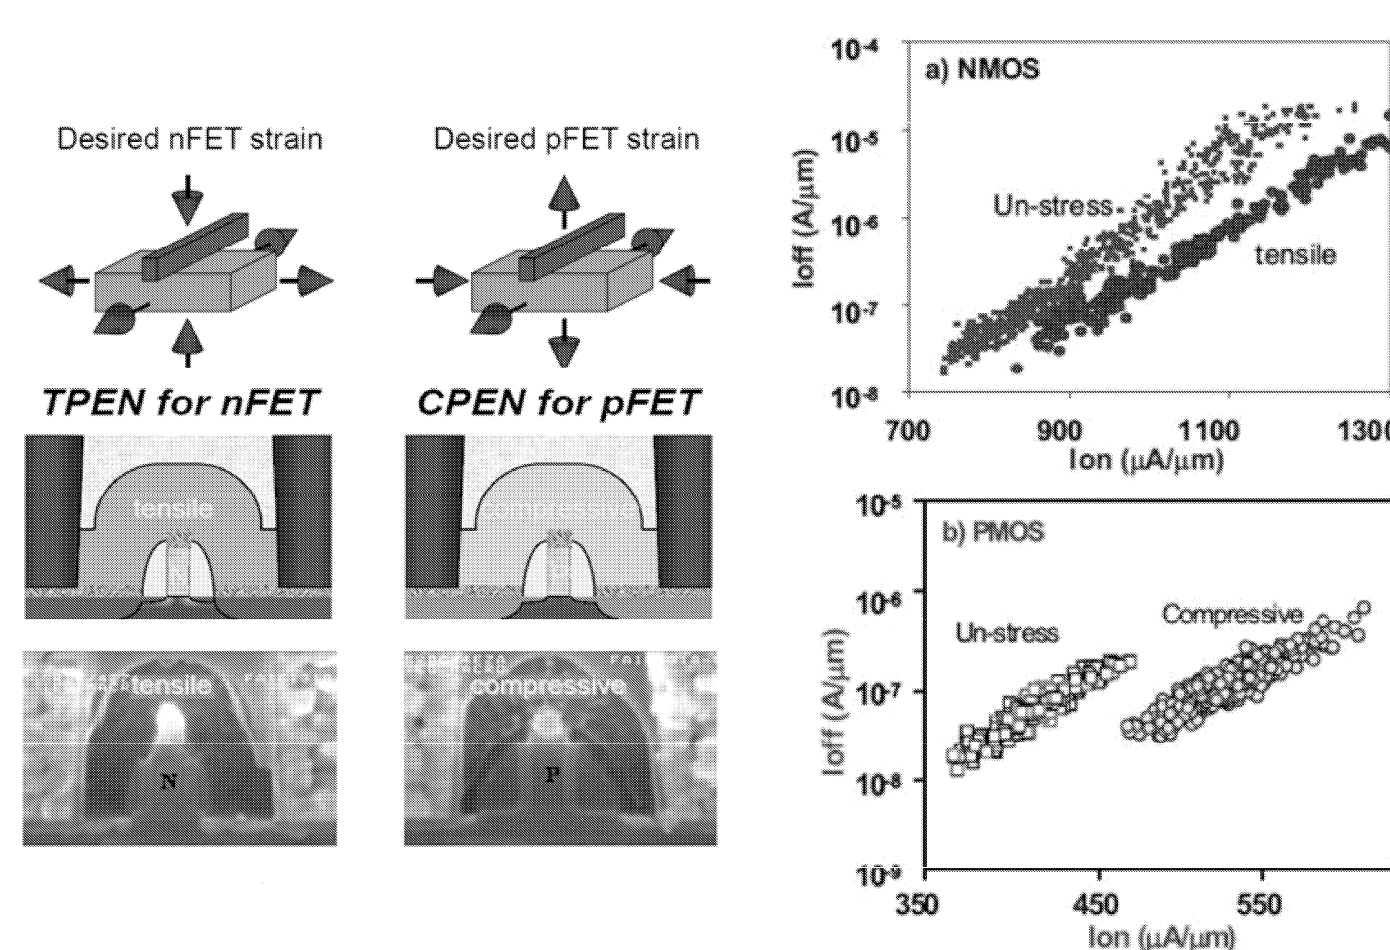 Desired nFET strain
Desired pFET strain
TPEN for nFET
CPEN for pFET
tensile
compressive
tensile
compressive
N
P
10-4
a) NMOS
10-5
Un-stress
10-6
tensile
10-7
10-8
Ioff (A/μm)
700
900
1100
Ion (μA/μm)
10-5
b) PMOS
10-6
Un-stress
Compressive
10-7
10-8
10-9
Ioff (A/μm)
350
450
550
Ion (μA/μm)